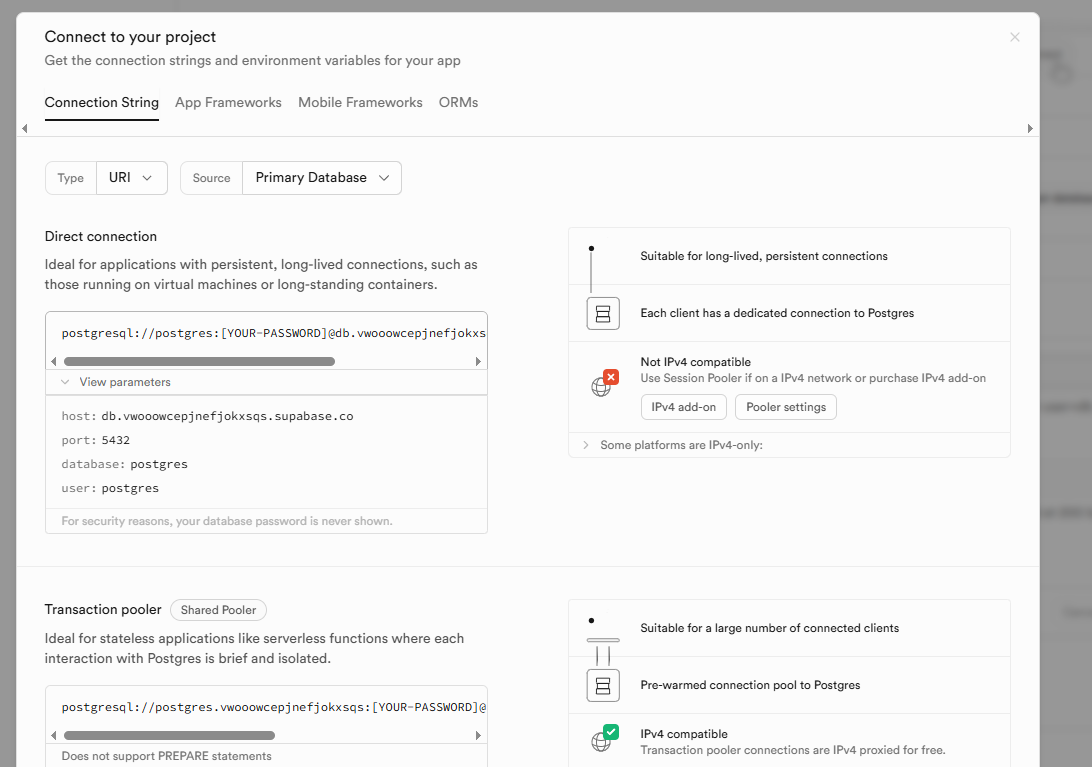 Connect to your project
Get the connection strings and environment variables for your app
Connection String
App Frameworks
Mobile Frameworks
ORMs
Type
URI
Source
Primary Database
Direct connection
Ideal for applications with persistent, long-lived connections, such as
those running on virtual machines or long-standing containers.
postgresql://postgres:[YOUR-PASSWORD]@db.vwooowcepjnefjokxs
View parameters
host: db.vwooowcepjnefjokxsqs.supabase.co
port: 5432
database: postgres
user: postgres
For security reasons, your database password is never shown.
Suitable for long-lived, persistent connections
Each client has a dedicated connection to Postgres
Not IPv4 compatible
Use Session Pooler if on a IPv4 network or purchase IPv4 add-on
IPv4 add-on
Pooler settings
Some platforms are IPv4-only:
Transaction pooler
Shared Pooler
Ideal for stateless applications like serverless functions where each
interaction with Postgres is brief and isolated.
postgresql://postgres.vwooowcepjnefjokxsqs:[YOUR-PASSWORD]@
Does not support PREPARE statements
Suitable for a large number of connected clients
Pre-warmed connection pool to Postgres
IPv4 compatible
Transaction pooler connections are IPv4 proxied for free.